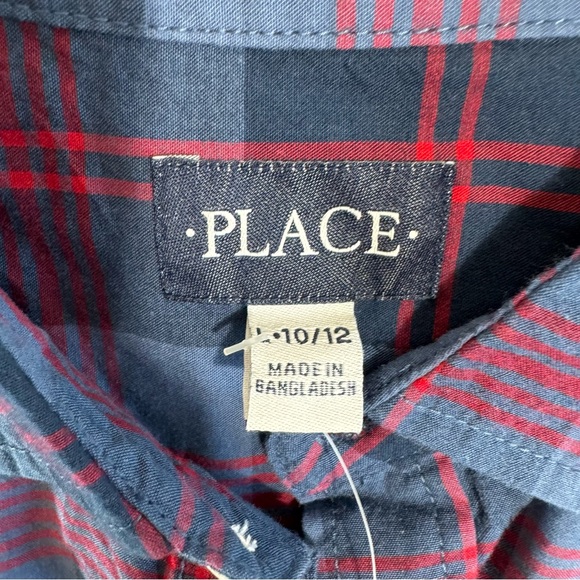 ·PLACE·
L·10/12
MADE IN
BANGLADESH